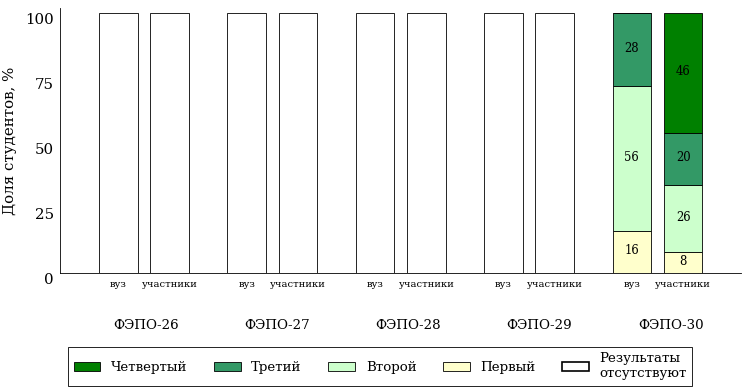 Доля студентов, %
100
75
50
25
0
28
56
16
46
20
26
8
вуз участники вуз участники вуз участники вуз участники вуз участники
ФЭПО-26 ФЭПО-27 ФЭПО-28 ФЭПО-29 ФЭПО-30
Четвертый Третий Второй Первый Результаты
отсутствуют